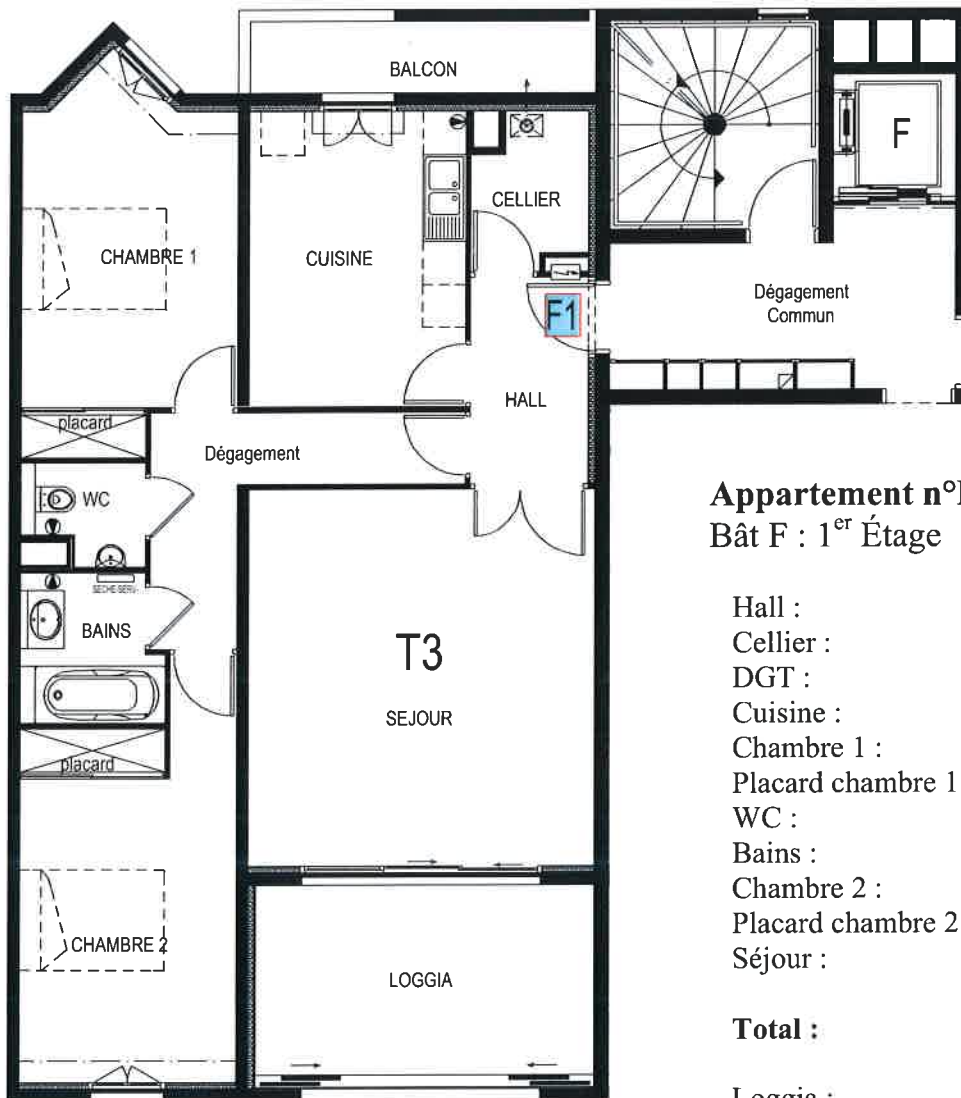 BALCON
F
CELLIER
CHAMBRE 1
CUISINE
F1
Dégagement
Commun
HALL
placard
Dégagement
WC
SECHE-SERV.
BAINS
T3
SEJOUR
placard
CHAMBRE 2
LOGGIA
Appartement n°
Bât F : 1er Étage
Hall :
Cellier :
DGT :
Cuisine :
Chambre 1 :
Placard chambre 1
WC :
Bains :
Chambre 2 :
Placard chambre 2
Séjour :
Total :
Loggia :